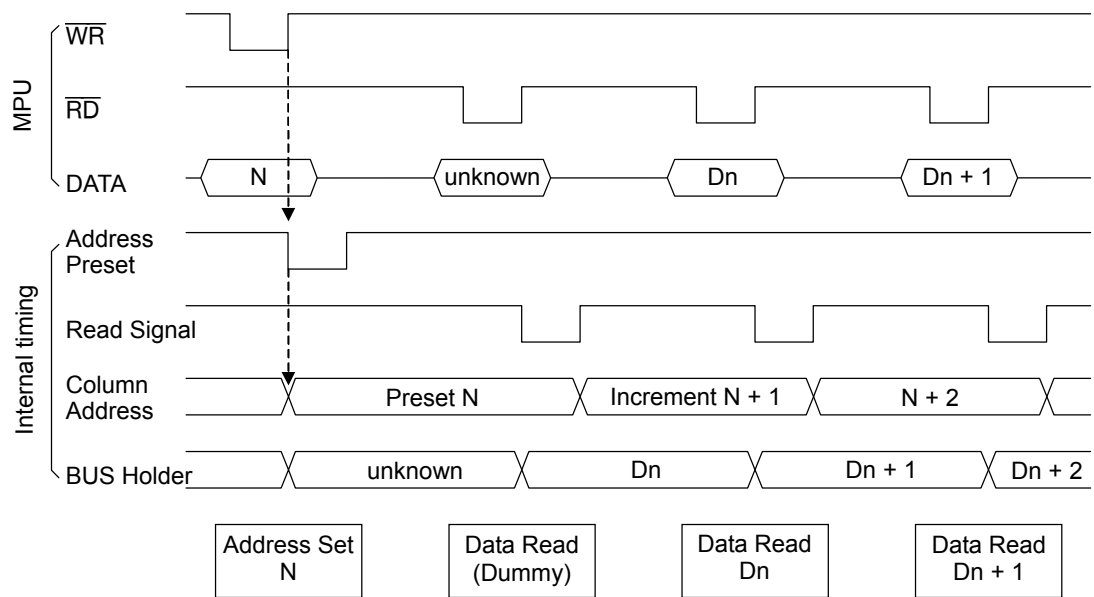 MPU
WR
RD
DATA
N
unknown
Dn
Dn + 1
Internal timing
Address
Preset
Read Signal
Column
Address
Preset N
Increment N + 1
N + 2
BUS Holder
unknown
Dn
Dn + 1
Dn + 2
Address Set
N
Data Read
(Dummy)
Data Read
Dn
Data Read
Dn + 1